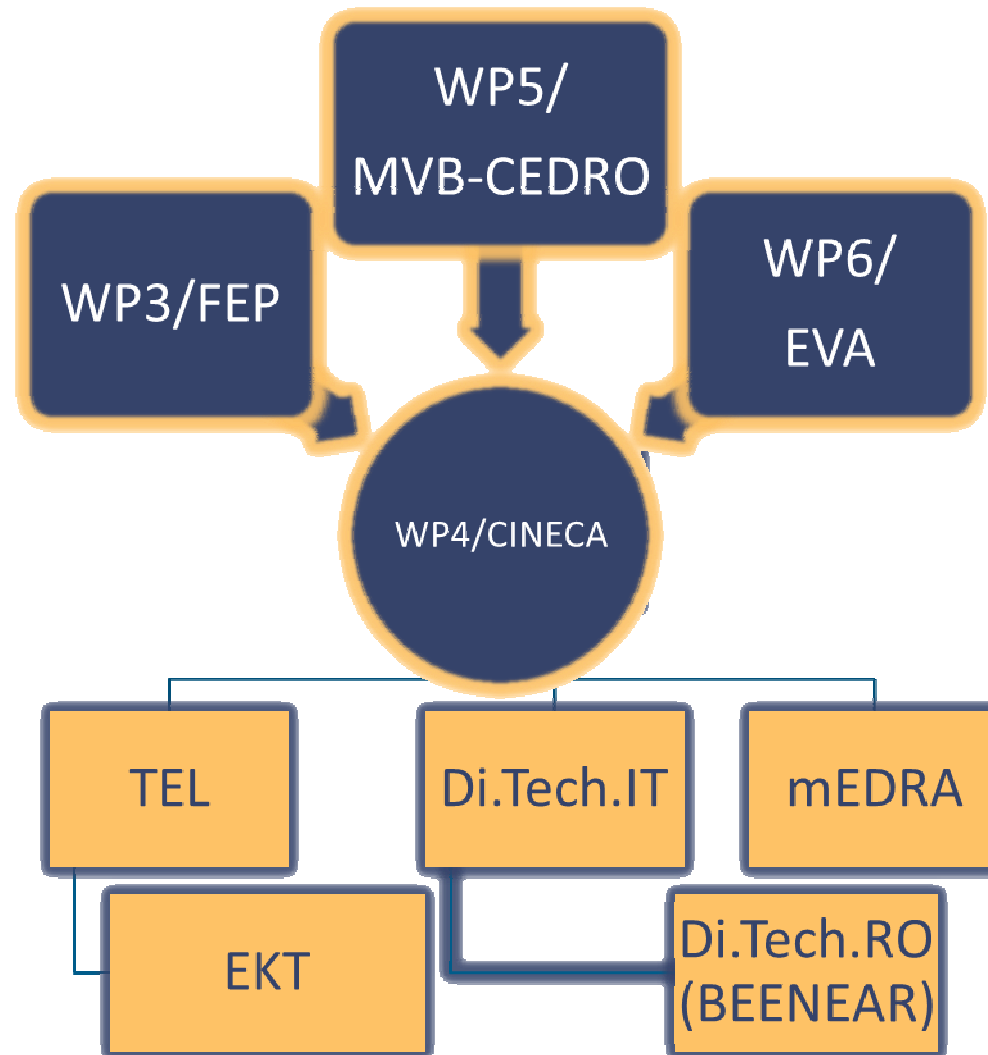 WP5/
MVB-CEDRO
WP3/FEP
WP6/
EVA
WP4/CINECA
TEL
Di.Tech.IT
mEDRA
EKT
Di.Tech.RO
(BEENEAR)